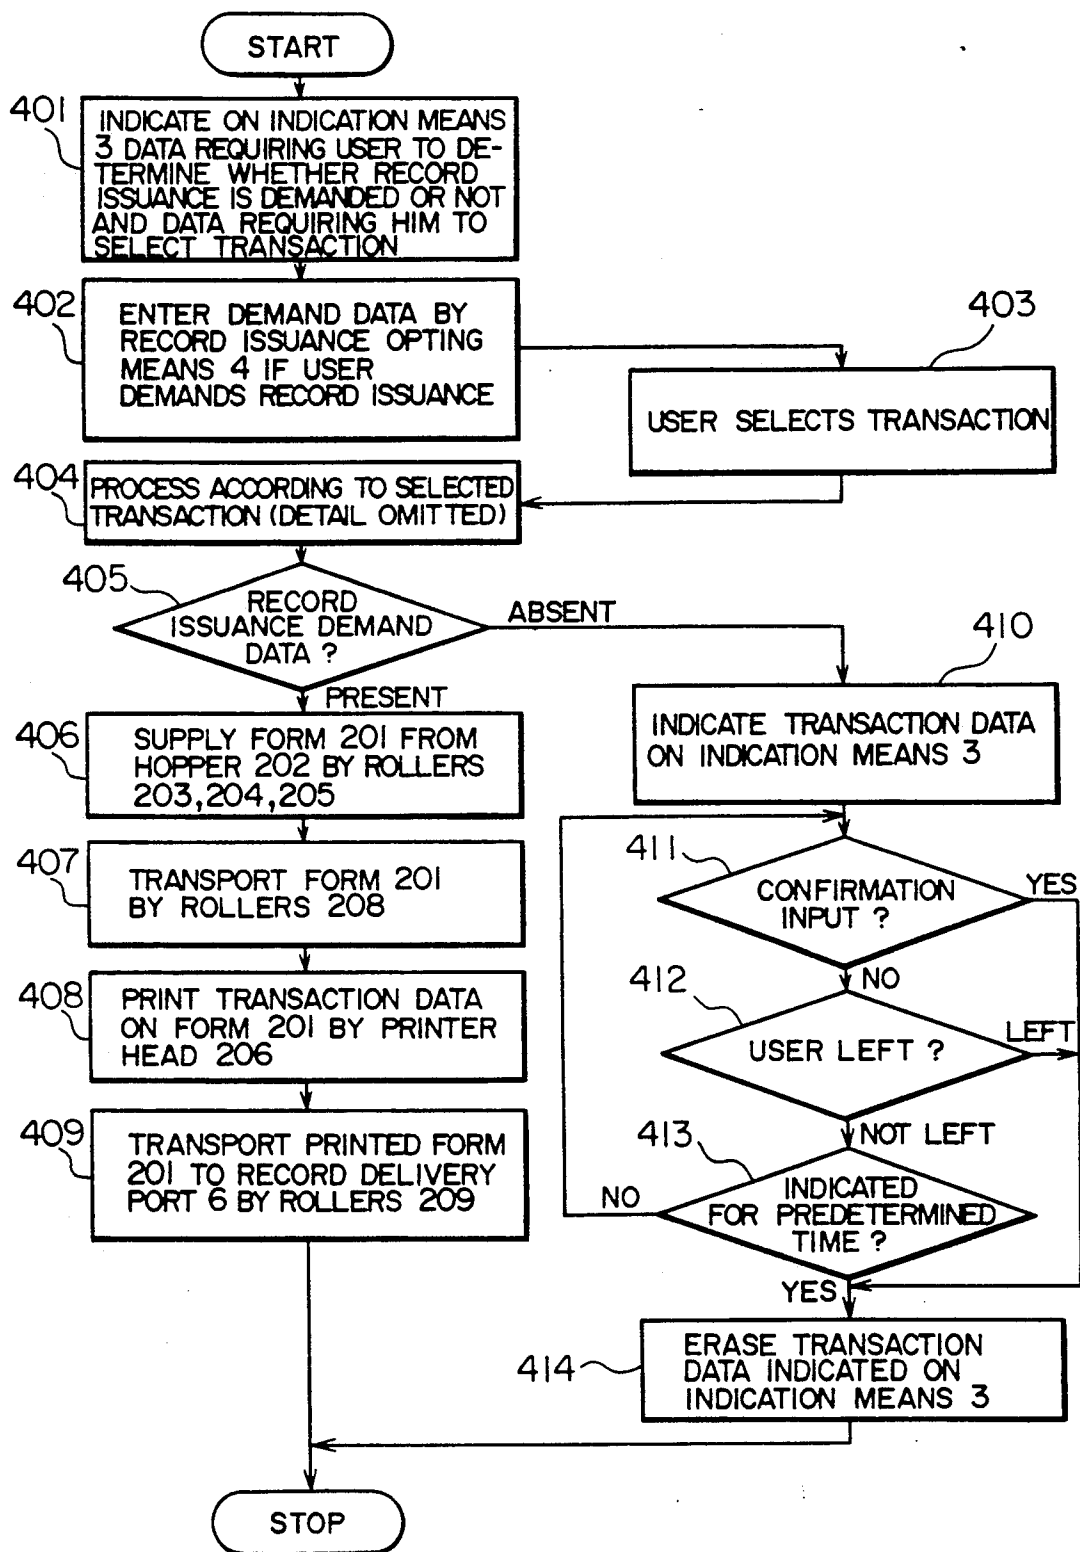 START
401
INDICATE ON INDICATION MEANS
3 DATA REQUIRING USER TO DE-
TERMINE WHETHER RECORD
ISSUANCE IS DEMANDED OR NOT
AND DATA REQUIRING HIM TO
SELECT TRANSACTION
402
ENTER DEMAND DATA BY
RECORD ISSUANCE OPTING
MEANS 4 IF USER
DEMANDS RECORD ISSUANCE
403
USER SELECTS TRANSACTION
404
PROCESS ACCORDING TO SELECTED
TRANSACTION (DETAIL OMITTED)
405
RECORD
ISSUANCE DEMAND
DATA ?
ABSENT
PRESENT
406
SUPPLY FORM 201 FROM
HOPPER 202 BY ROLLERS
203,204,205
407
TRANSPORT FORM 201
BY ROLLERS 208
408
PRINT TRANSACTION DATA
ON FORM 201 BY PRINTER
HEAD 206
409
TRANSPORT PRINTED FORM
201 TO RECORD DELIVERY
PORT 6 BY ROLLERS 209
410
INDICATE TRANSACTION DATA
ON INDICATION MEANS 3
411
CONFIRMATION
INPUT ?
YES
NO
412
USER LEFT ?
LEFT
NOT LEFT
413
INDICATED
FOR PREDETERMINED
TIME ?
NO
YES
414
ERASE TRANSACTION
DATA INDICATED ON
INDICATION MEANS 3
STOP